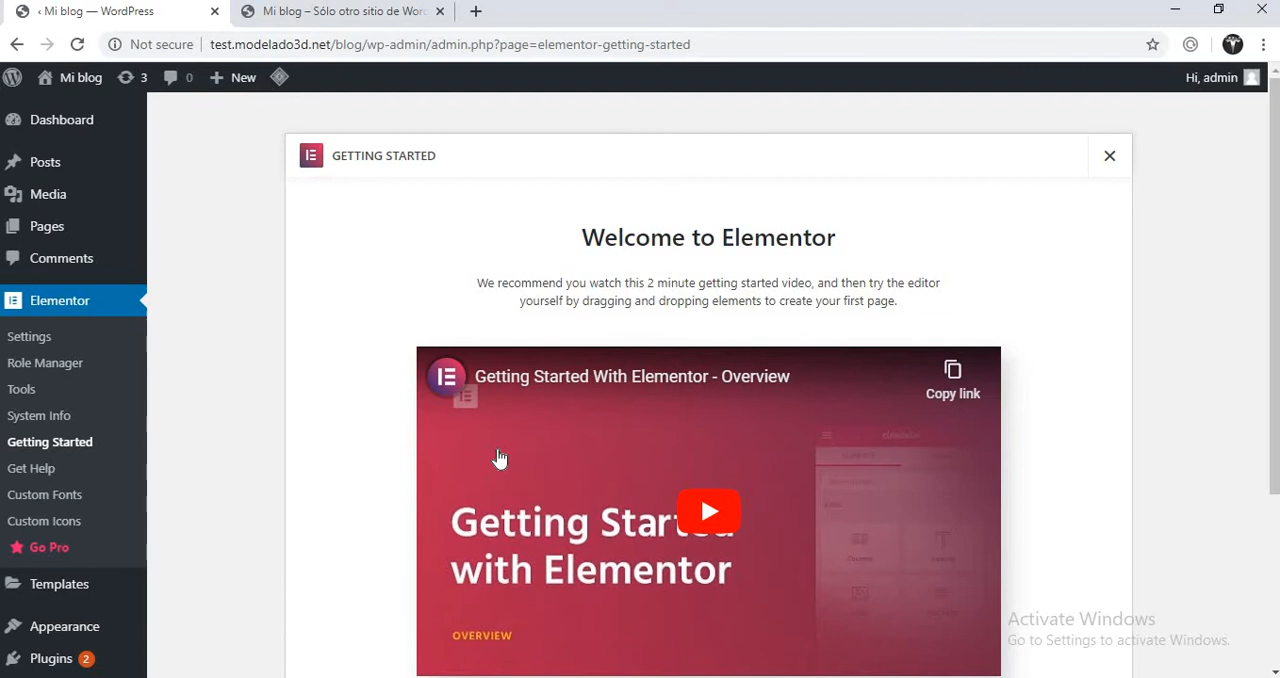 ‹ Mi blog — WordPress
Mi blog – Sólo otro sitio de Wor
Not secure
test.modelado3d.net/blog/wp-admin/admin.php?page=elementor-getting-started
Mi blog
3
0
New
Hi, admin
Dashboard
Posts
Media
Pages
Comments
Elementor
Settings
Role Manager
Tools
System Info
Getting Started
Get Help
Custom Fonts
Custom Icons
Go Pro
Templates
Appearance
Plugins 2
GETTING STARTED
Welcome to Elementor
We recommend you watch this 2 minute getting started video, and then try the editor
yourself by dragging and dropping elements to create your first page.
Getting Started With Elementor - Overview
Copy link
Getting Started
with Elementor
OVERVIEW
Activate Windows
Go to Settings to activate Windows.